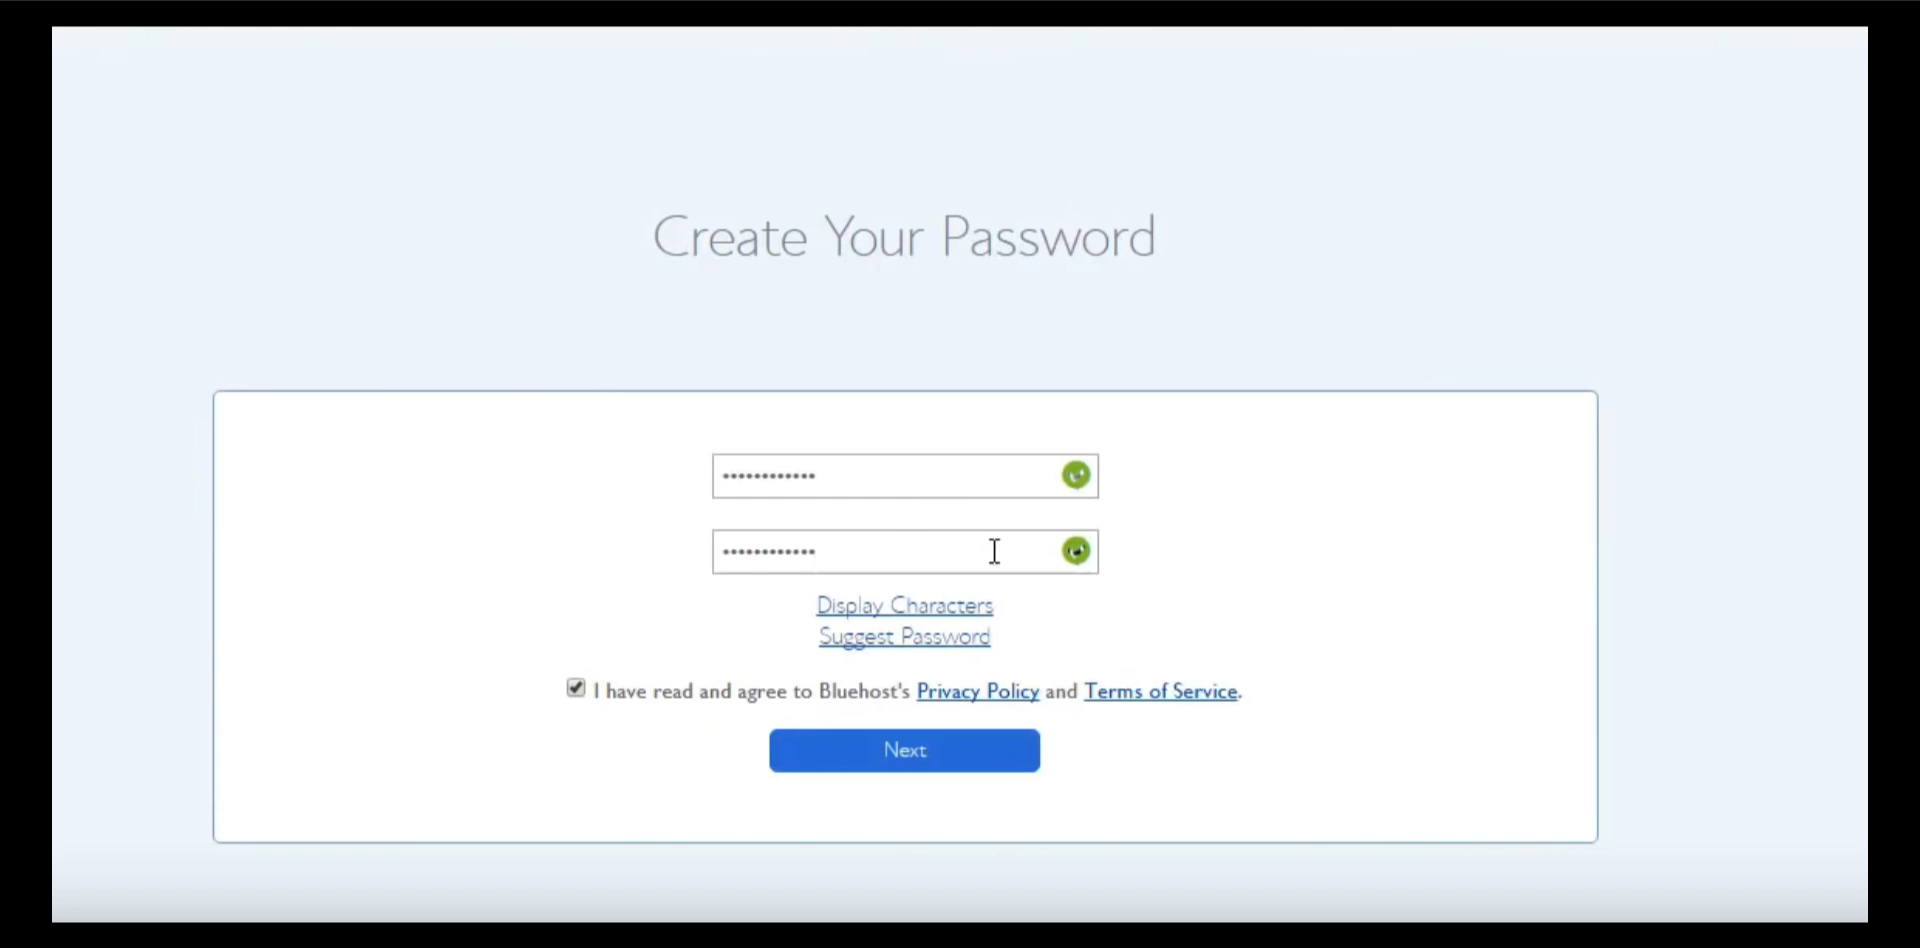 Create Your Password
••••••••••••
••••••••••••
Display Characters
Suggest Password
I have read and agree to Bluehost's Privacy Policy and Terms of Service.
Next